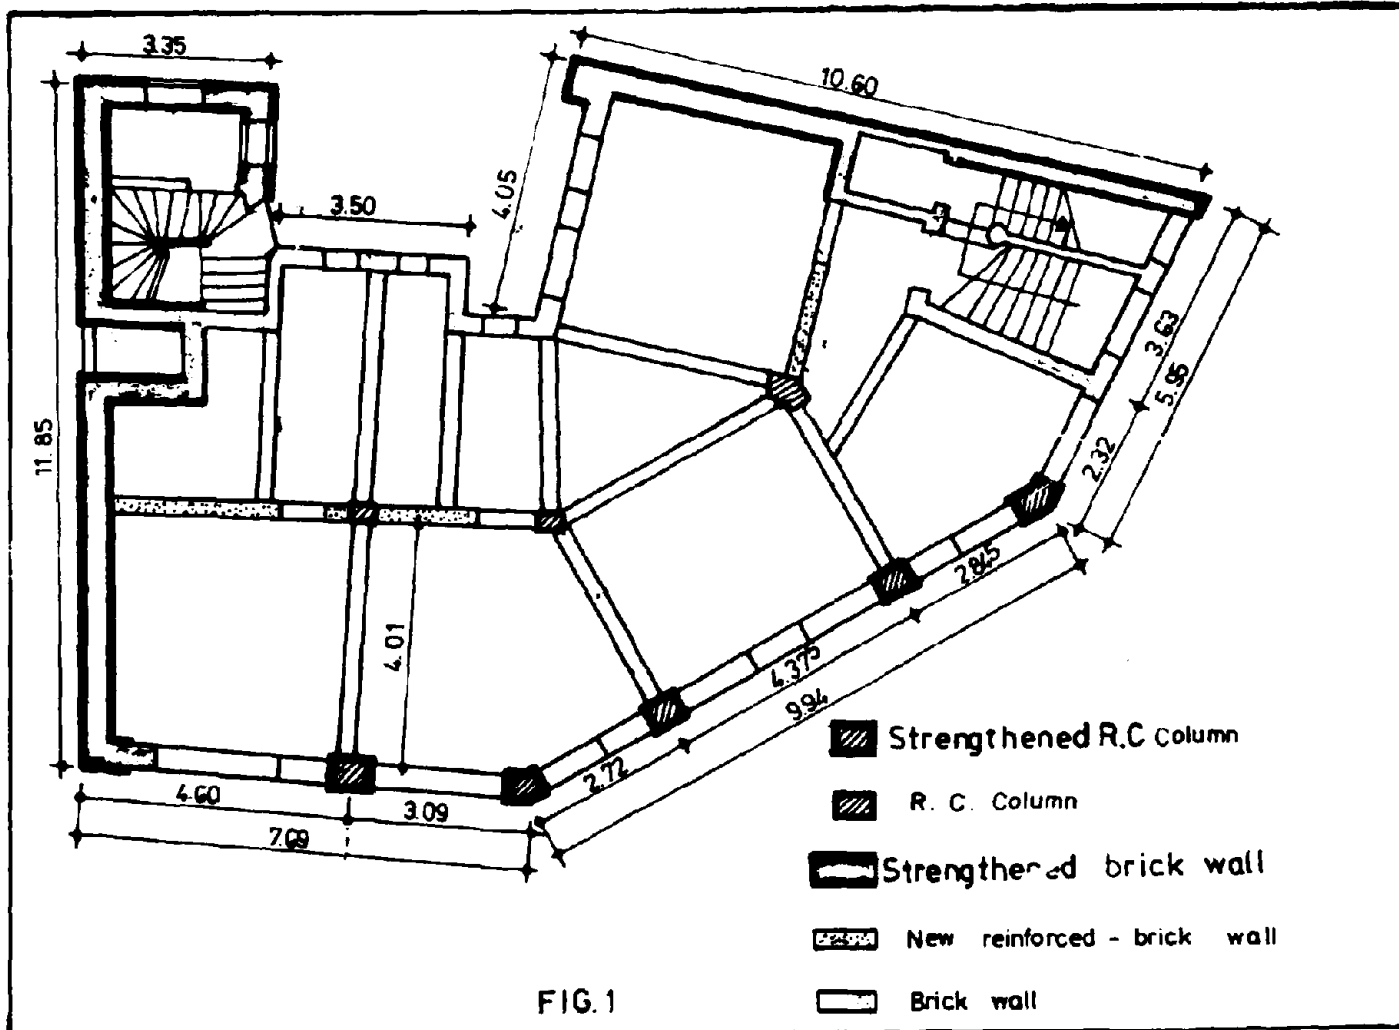 3.35
10.60
4.05
3.50
3.63
5.95
11.85
2.32
2.845
4.01
4.375
9.94
Strengthened R.C Column
2.72
4.60
R. C. Column
3.09
7.69
Strengthened brick wall
New reinforced - brick wall
FIG. 1
Brick wall